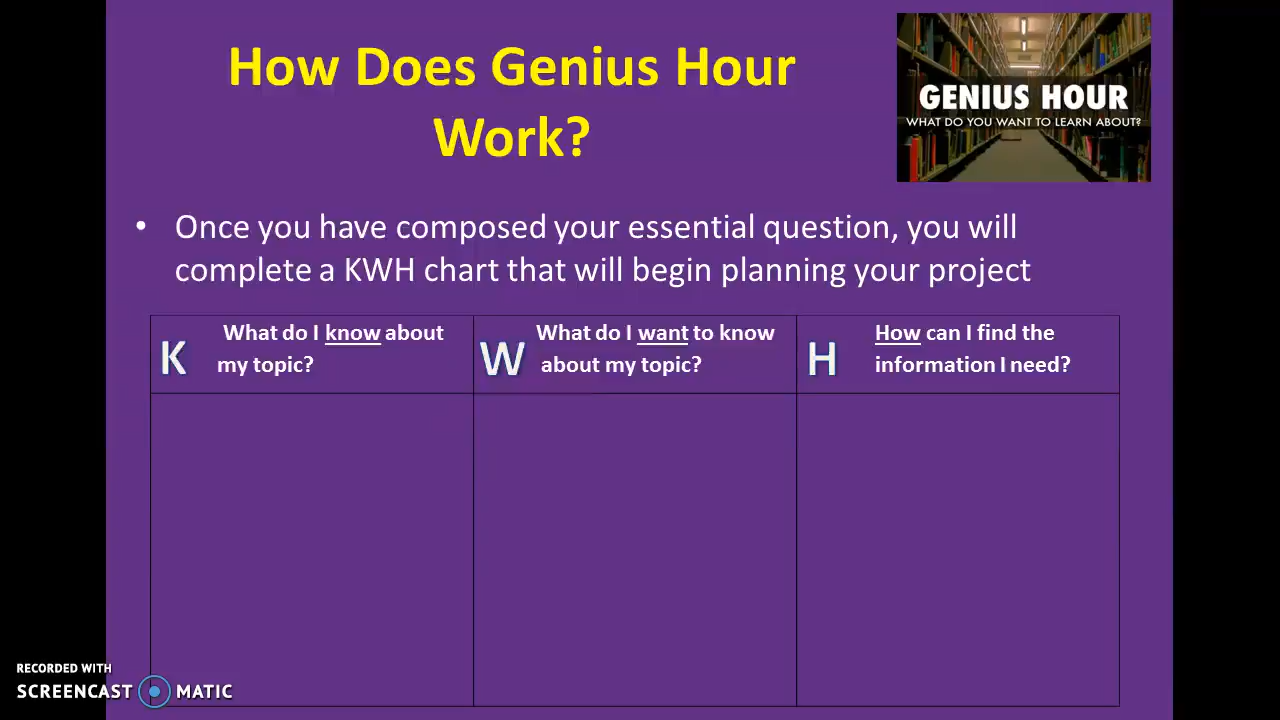 How Does Genius Hour
Work?
GENIUS HOUR
WHAT DO YOU WANT TO LEARN ABOUT?
• Once you have composed your essential question, you will
complete a KWH chart that will begin planning your project
K What do I know about
my topic?
W What do I want to know
about my topic?
H How can I find the
information I need?
RECORDED WITH
SCREENCAST MATIC